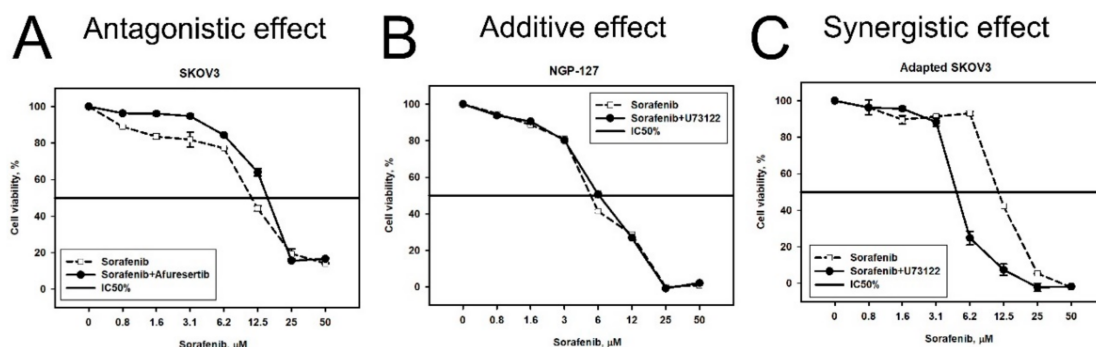 A Antagonistic effect
SKOV3
Cell viability, %
100
80
60
40
20
0
Sorafenib
Sorafenib+Afuresertib
IC50%
0 0.8 1.6 3.1 6.2 12.5 25 50
Sorafenib, µM
B Additive effect
NGP-127
Cell viability, %
100
80
60
40
20
0
Sorafenib
Sorafenib+U73122
IC50%
0 0.8 1.6 3 6 12 25 50
Sorafenib, µM
C Synergistic effect
Adapted SKOV3
Cell viability, %
100
80
60
40
20
0
Sorafenib
Sorafenib+U73122
IC50%
0 0.8 1.6 3.1 6.2 12.5 25 50
Sorafenib, µM